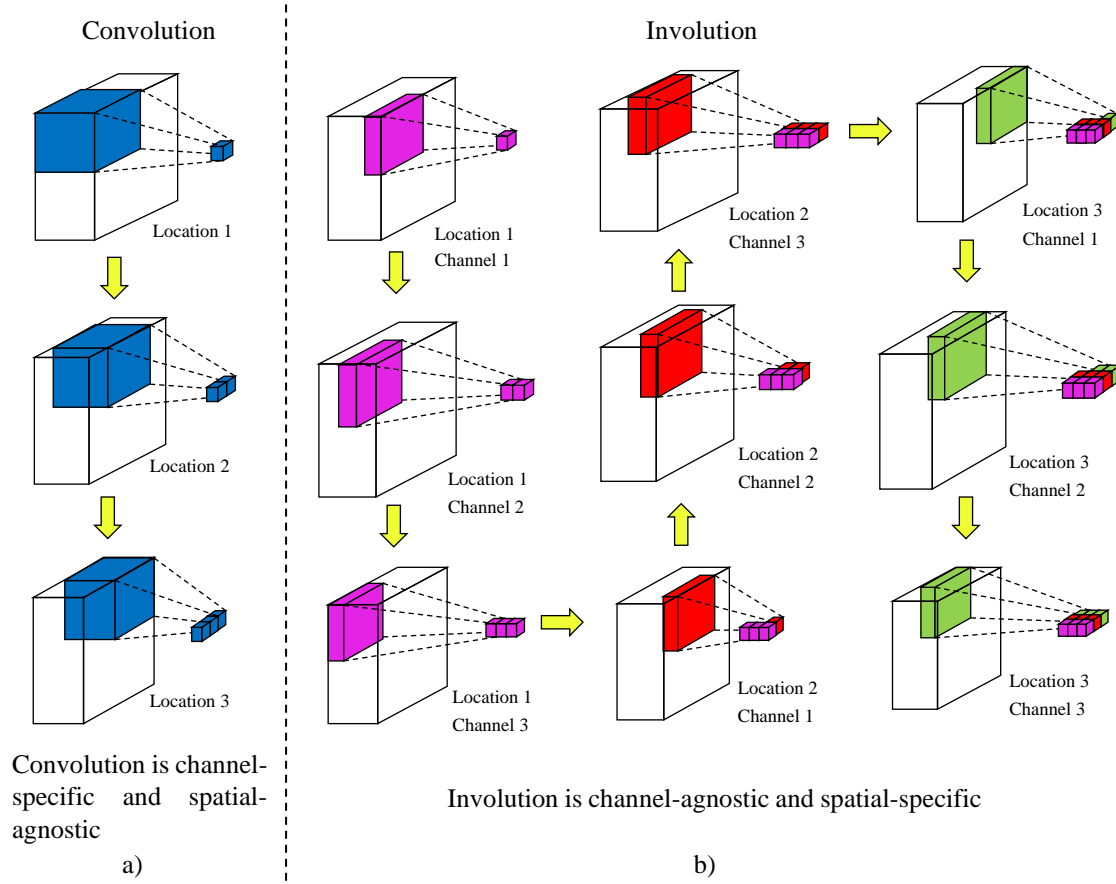 Convolution
Location 1
Location 2
Location 3
Convolution is channel-
specific and spatial-
agnostic
a)
Involution
Location 1
Channel 1
Location 1
Channel 2
Location 1
Channel 3
Location 2
Channel 1
Location 2
Channel 2
Location 2
Channel 3
Location 3
Channel 1
Location 3
Channel 2
Location 3
Channel 3
Involution is channel-agnostic and spatial-specific
b)